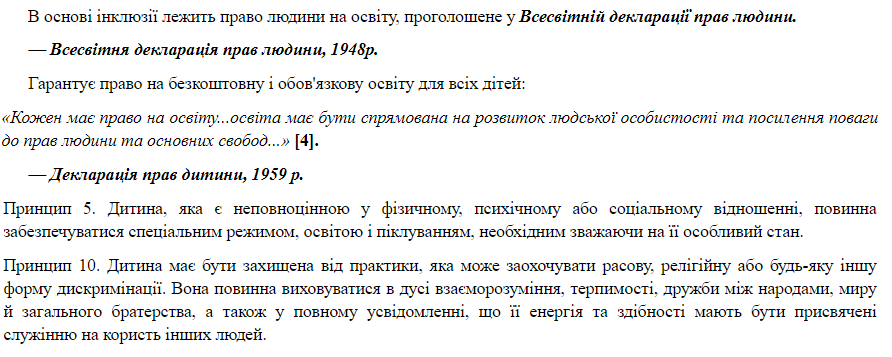 В основі інклюзії лежить право людини на освіту, проголошене у Всесвітній декларації прав людини.
— Всесвітня декларація прав людини, 1948р.
Гарантує право на безкоштовну і обов'язкову освіту для всіх дітей:
«Кожен має право на освіту...освіта має бути спрямована на розвиток людської особистості та посилення поваги
до прав людини та основних свобод...» [4].
— Декларація прав дитини, 1959 р.
Принцип 5. Дитина, яка є неповноцінною у фізичному, психічному або соціальному відношенні, повинна
забезпечуватися спеціальним режимом, освітою і піклуванням, необхідним зважаючи на її особливий стан.
Принцип 10. Дитина має бути захищена від практики, яка може заохочувати расову, релігійну або будь-яку іншу
форму дискримінації. Вона повинна виховуватися в дусі взаєморозуміння, терпимості, дружби між народами, миру
й загального братерства, а також у повному усвідомленні, що її енергія та здібності мають бути присвячені
служінню на користь інших людей.